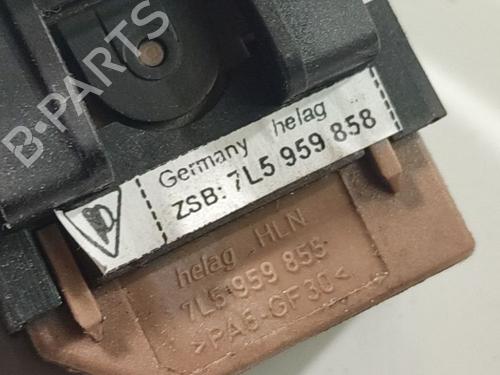 B-PARTS
Germany helag
ZSB: 7L5 959 858
helag HLN
7L5 959 855
>PA6-GF30<